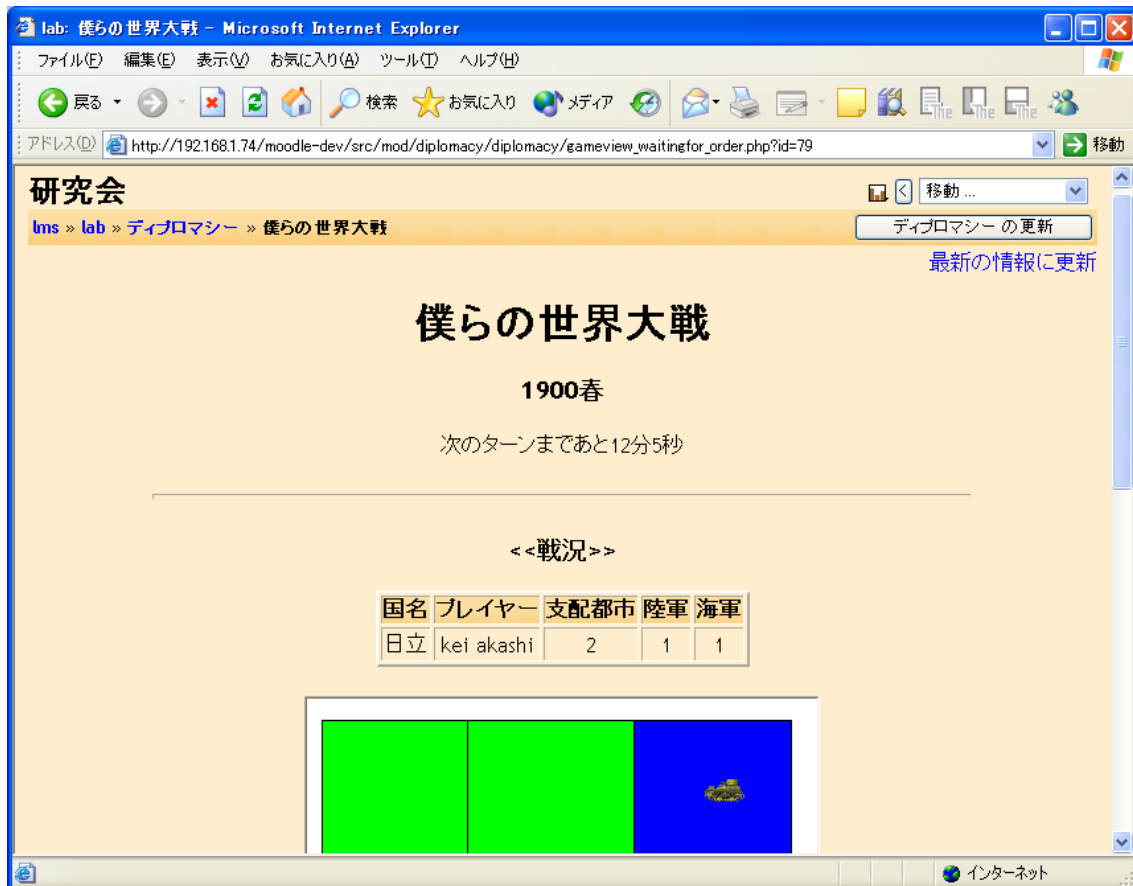 lab: 僕らの世界大戦 - Microsoft Internet Explorer
ファイル(F) 編集(E) 表示(V) お気に入り(A) ツール(T) ヘルプ(H)
戻る 検索 お気に入り メディア
アドレス(D) http://192.168.1.74/moodle-dev/src/mod/diplomacy/diplomacy/gameview_waitingfor_order.php?id=79 移動
研究会 < 移動 ...
lms » lab » ディプロマシー » 僕らの世界大戦 ディプロマシー の更新
最新の情報に更新
僕らの世界大戦
1900春
次のターンまであと12分5秒
<<戦況>>
国名 プレイヤー 支配都市 陸軍 海軍
日立 kei akashi 2 1 1
インターネット